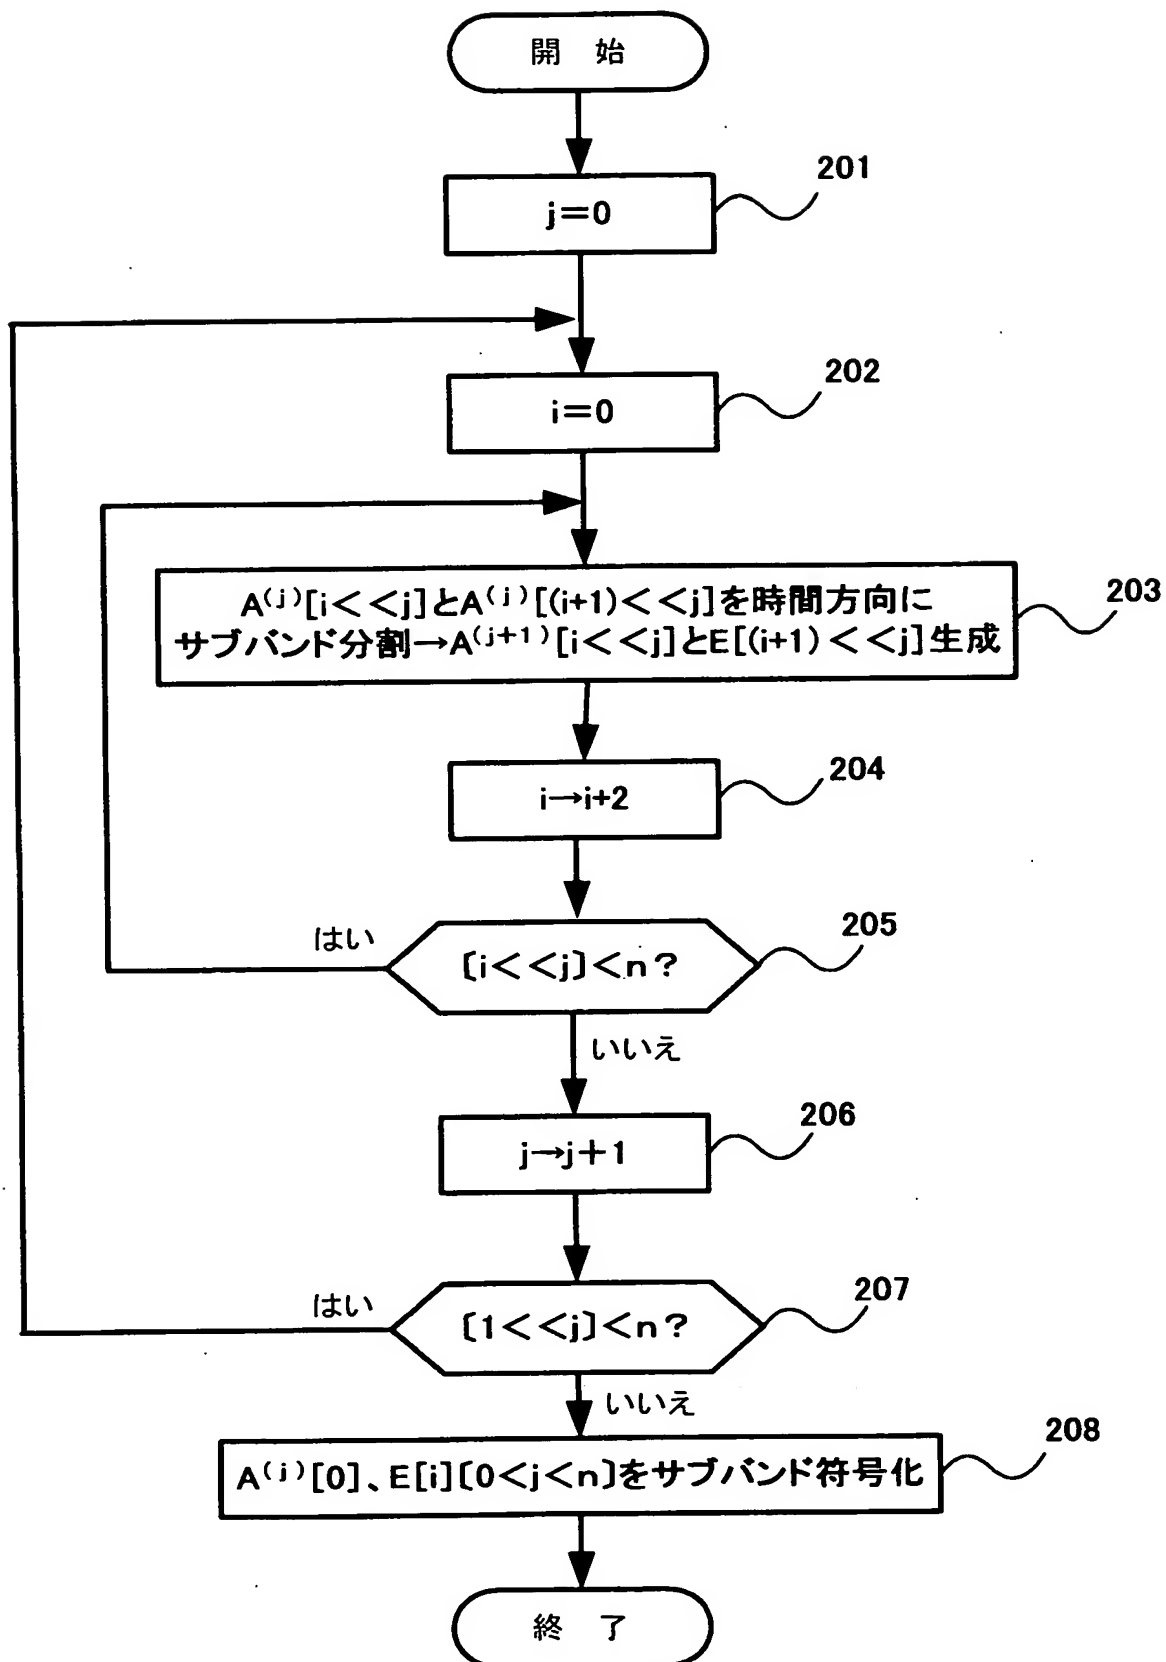 開 始
201
j=0
202
i=0
203
A(j)[i<<j]とA(j)[(i+1)<<j]を時間方向に
サブバンド分割→A(j+1)[i<<j]とE[(i+1)<<j]生成
204
i→i+2
205
はい
〔i<<j〕<n?
いいえ
206
j→j+1
207
はい
〔1<<j〕<n?
いいえ
208
A(j)[0]、E[i]〔0<j<n〕をサブバンド符号化
終 了